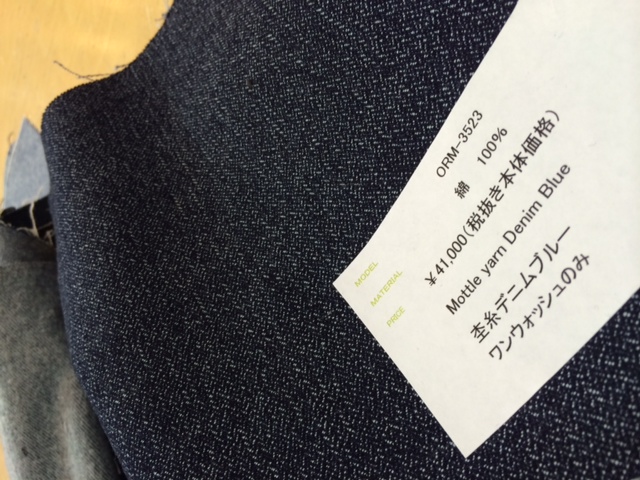 MODEL ORM-3523
MATERIAL 綿 100%
PRICE ¥41,000(税抜き本体価格)
Mottle yarn Denim Blue
杢糸デニムブルー
ワンウォッシュのみ